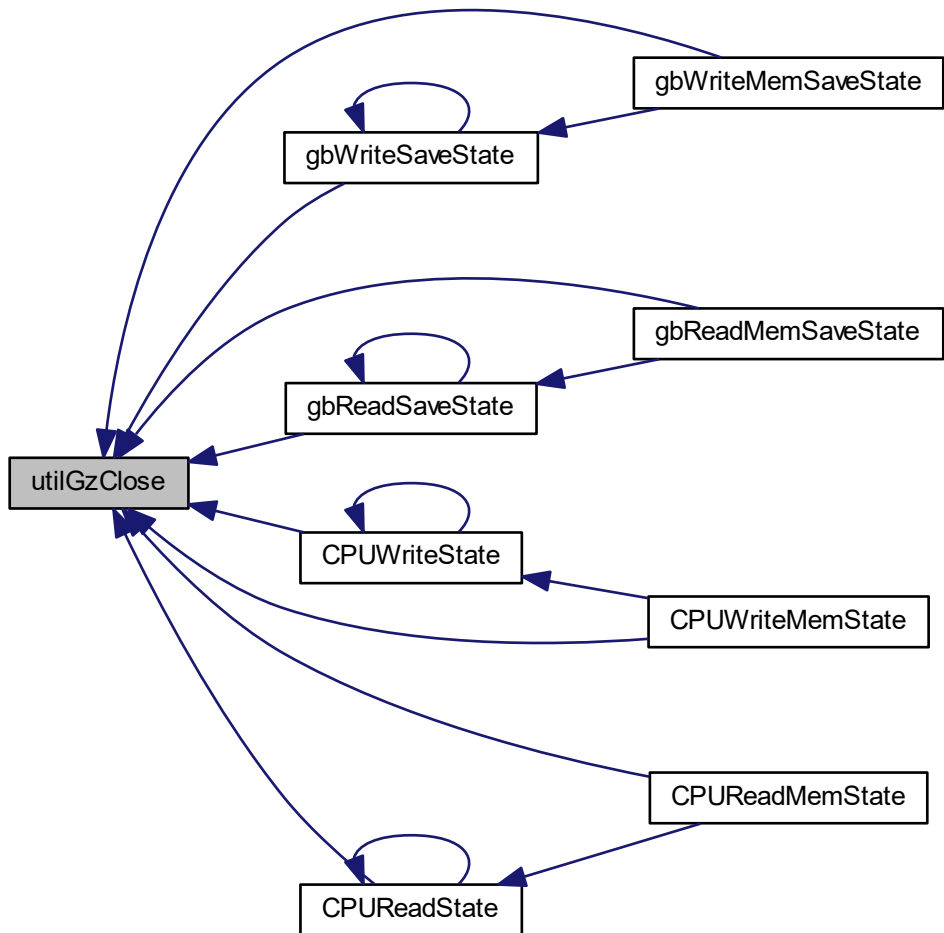 gbWriteMemSaveState
gbWriteSaveState
gbReadMemSaveState
gbReadSaveState
utilGzClose
CPUWriteState
CPUWriteMemState
CPUReadMemState
CPUReadState